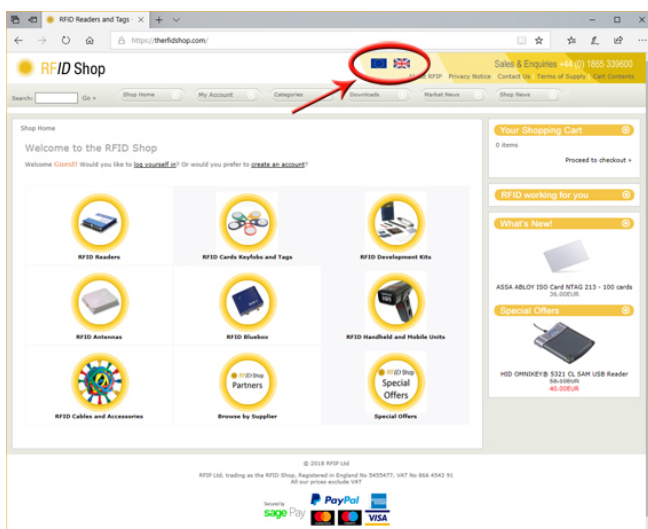 RFID Readers and Tags -
https://therfidshop.com/
RFID Shop
Sales & Enquiries +44 (0) 1865 339600
RFIP Privacy Notice Contact Us Terms of Supply Cart Contents
Search: Go »
Shop Home
My Account
Categories
Downloads
Market News
Shop News
Shop Home
Welcome to the RFID Shop
Welcome Guest! Would you like to log yourself in? Or would you prefer to create an account?
RFID Readers
RFID Cards Keyfobs and Tags
RFID Development Kits
RFID Antennas
RFID Bluebox
RFID Handheld and Mobile Units
RFID Shop
Partners
RFID Shop
Special
Offers
RFID Cables and Accessories
Browse by Supplier
Special Offers
Your Shopping Cart
0 items
Proceed to checkout »
RFID working for you
What's New!
ASSA ABLOY ISO Card NTAG 213 - 100 cards
36.00EUR
Special Offers
HID OMNIKEY® 5321 CL SAM USB Reader
58.10EUR
40.00EUR
© 2018 RFIP Ltd
RFIP Ltd, trading as the RFID Shop. Registered in England No 5455477. VAT No 866 4543 91
All our prices exclude VAT
Secured by
sage Pay
PayPal
VISA